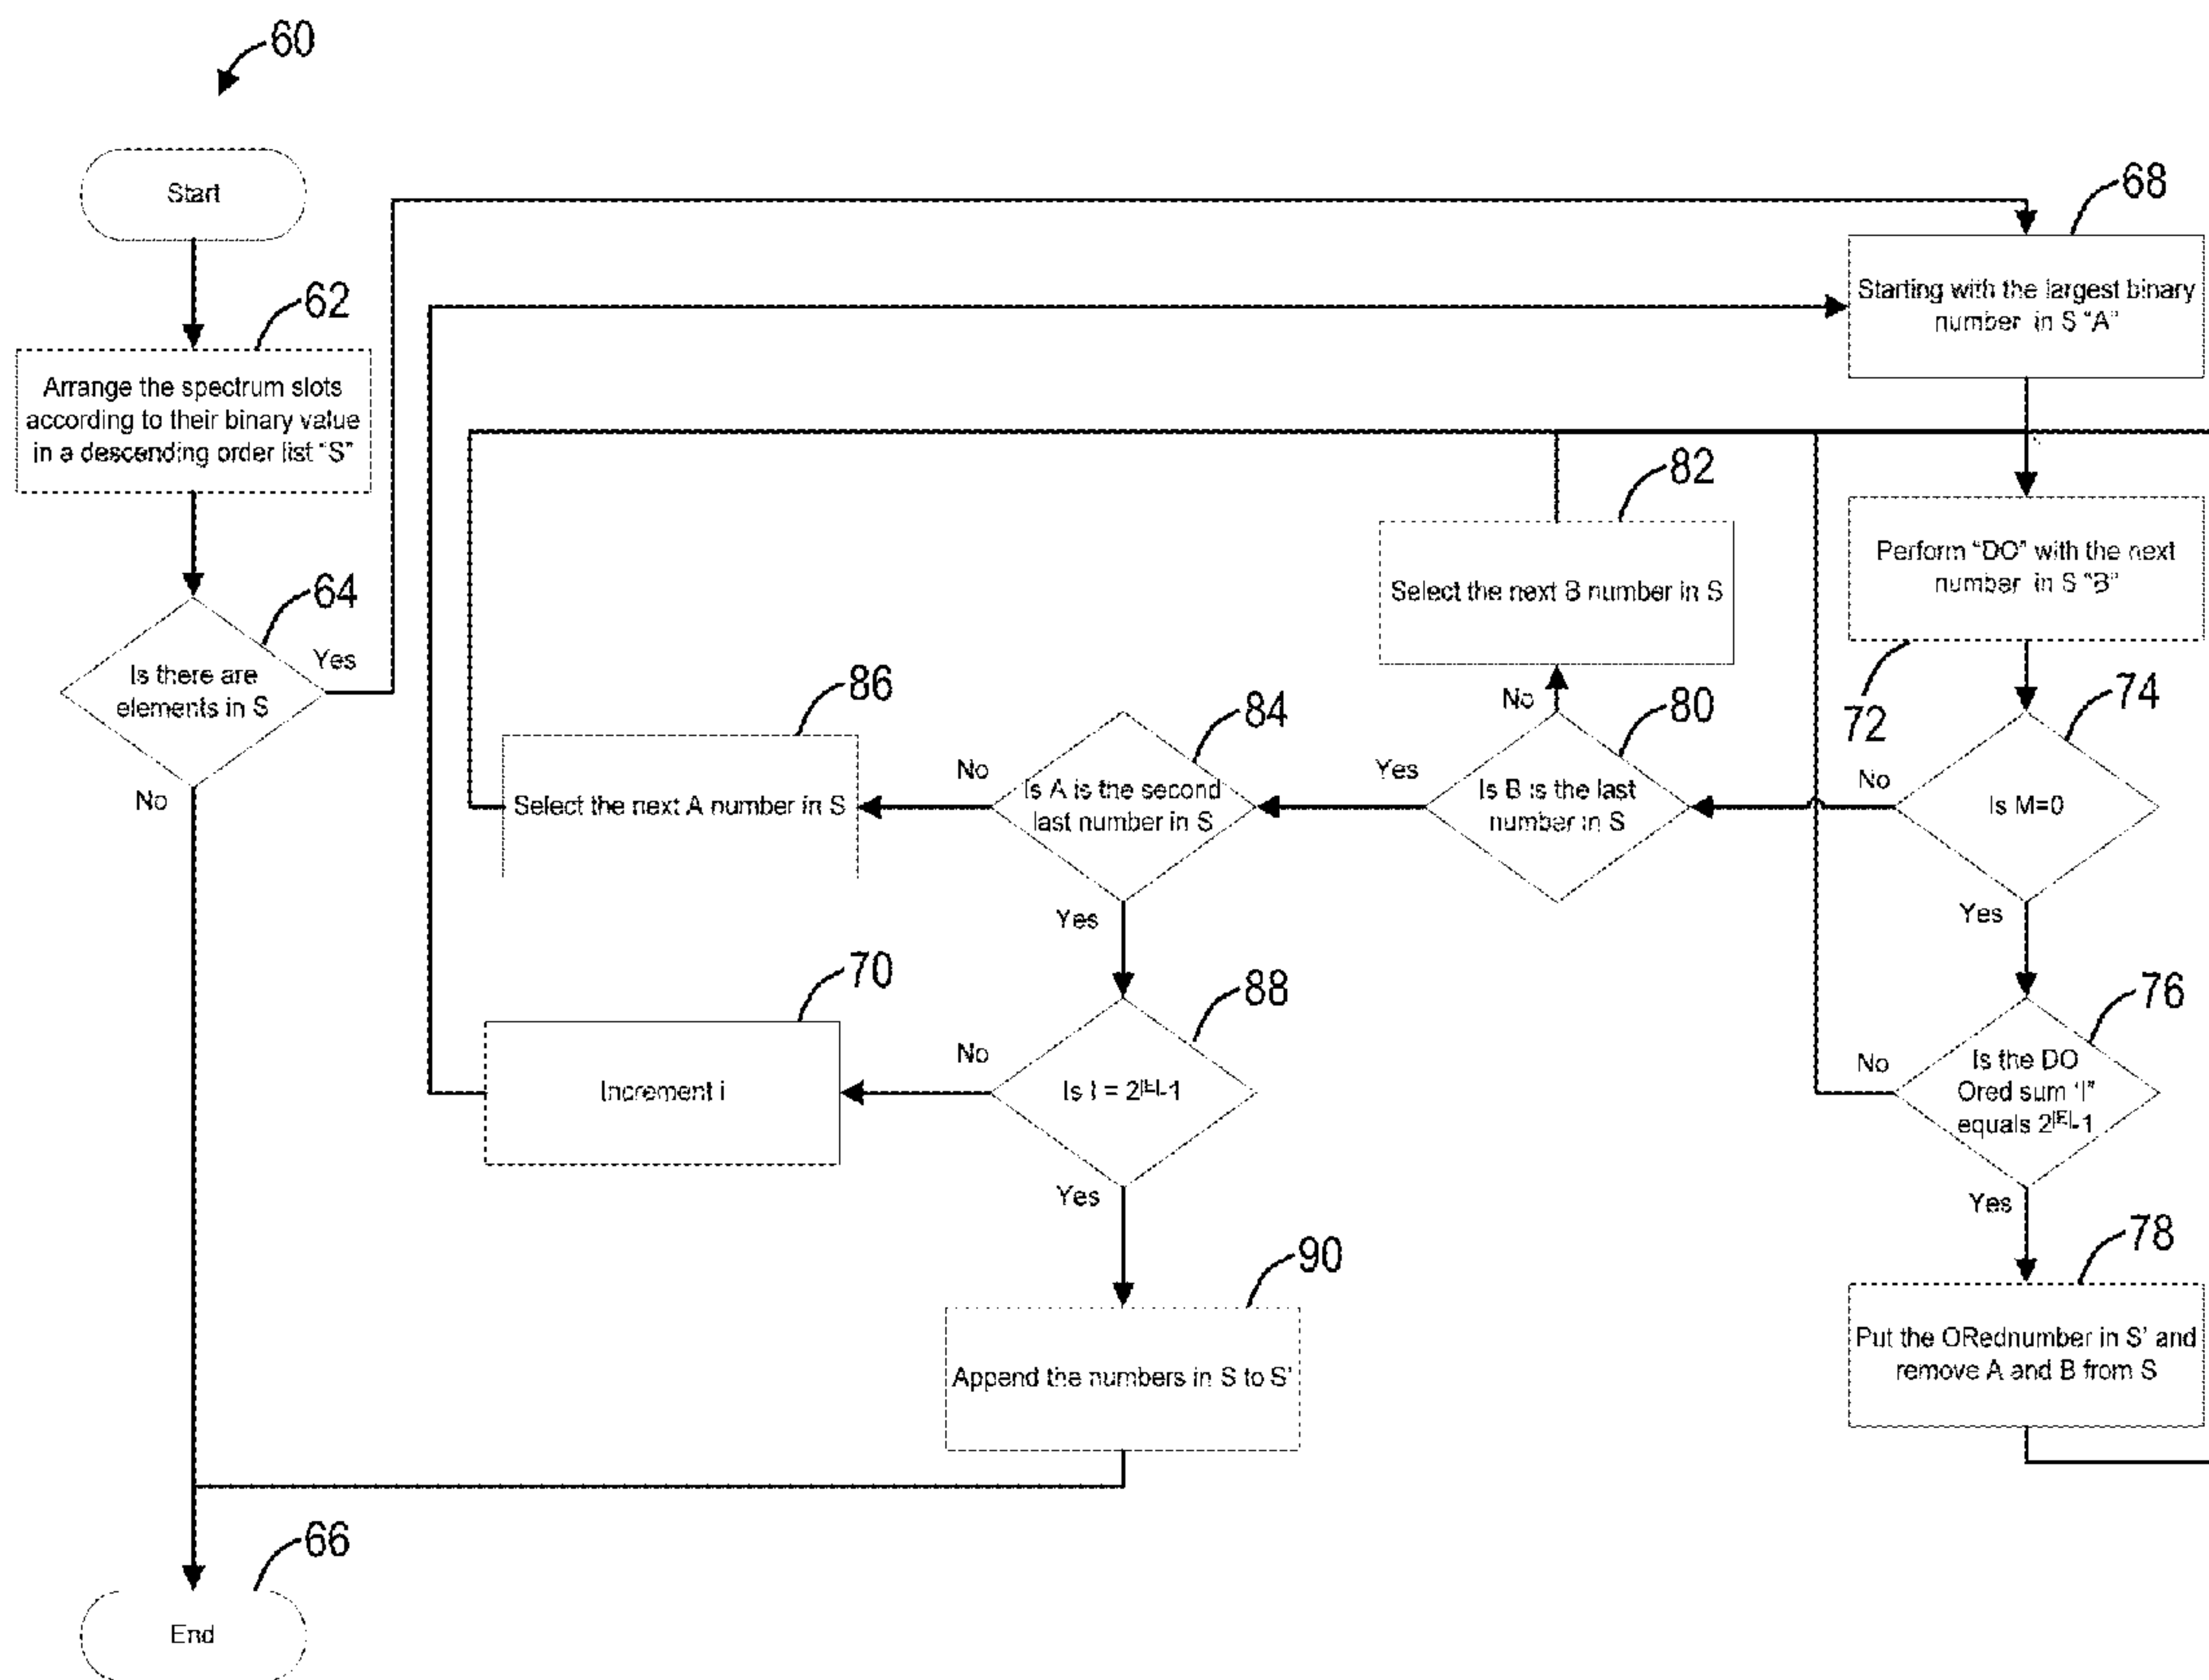 60
Start
62
Arrange the spectrum slots
according to their binary value
in a descending order list "S"
64
Is there are
elements in S
Yes
No
68
Starting with the largest binary
number in S "A"
Perform "DO" with the next
number in S "B"
72
74
Is M=0
No
Yes
76
Is the DO
Ored sum "I"
equals 2|E|-1
No
Yes
78
Put the ORednumber in S' and
remove A and B from S
80
Is B is the last
number in S
No
Yes
82
Select the next B number in S
84
Is A is the second
last number in S
No
Yes
86
Select the next A number in S
88
Is I = 2|E|-1
No
Yes
70
Increment i
90
Append the numbers in S to S'
66
End